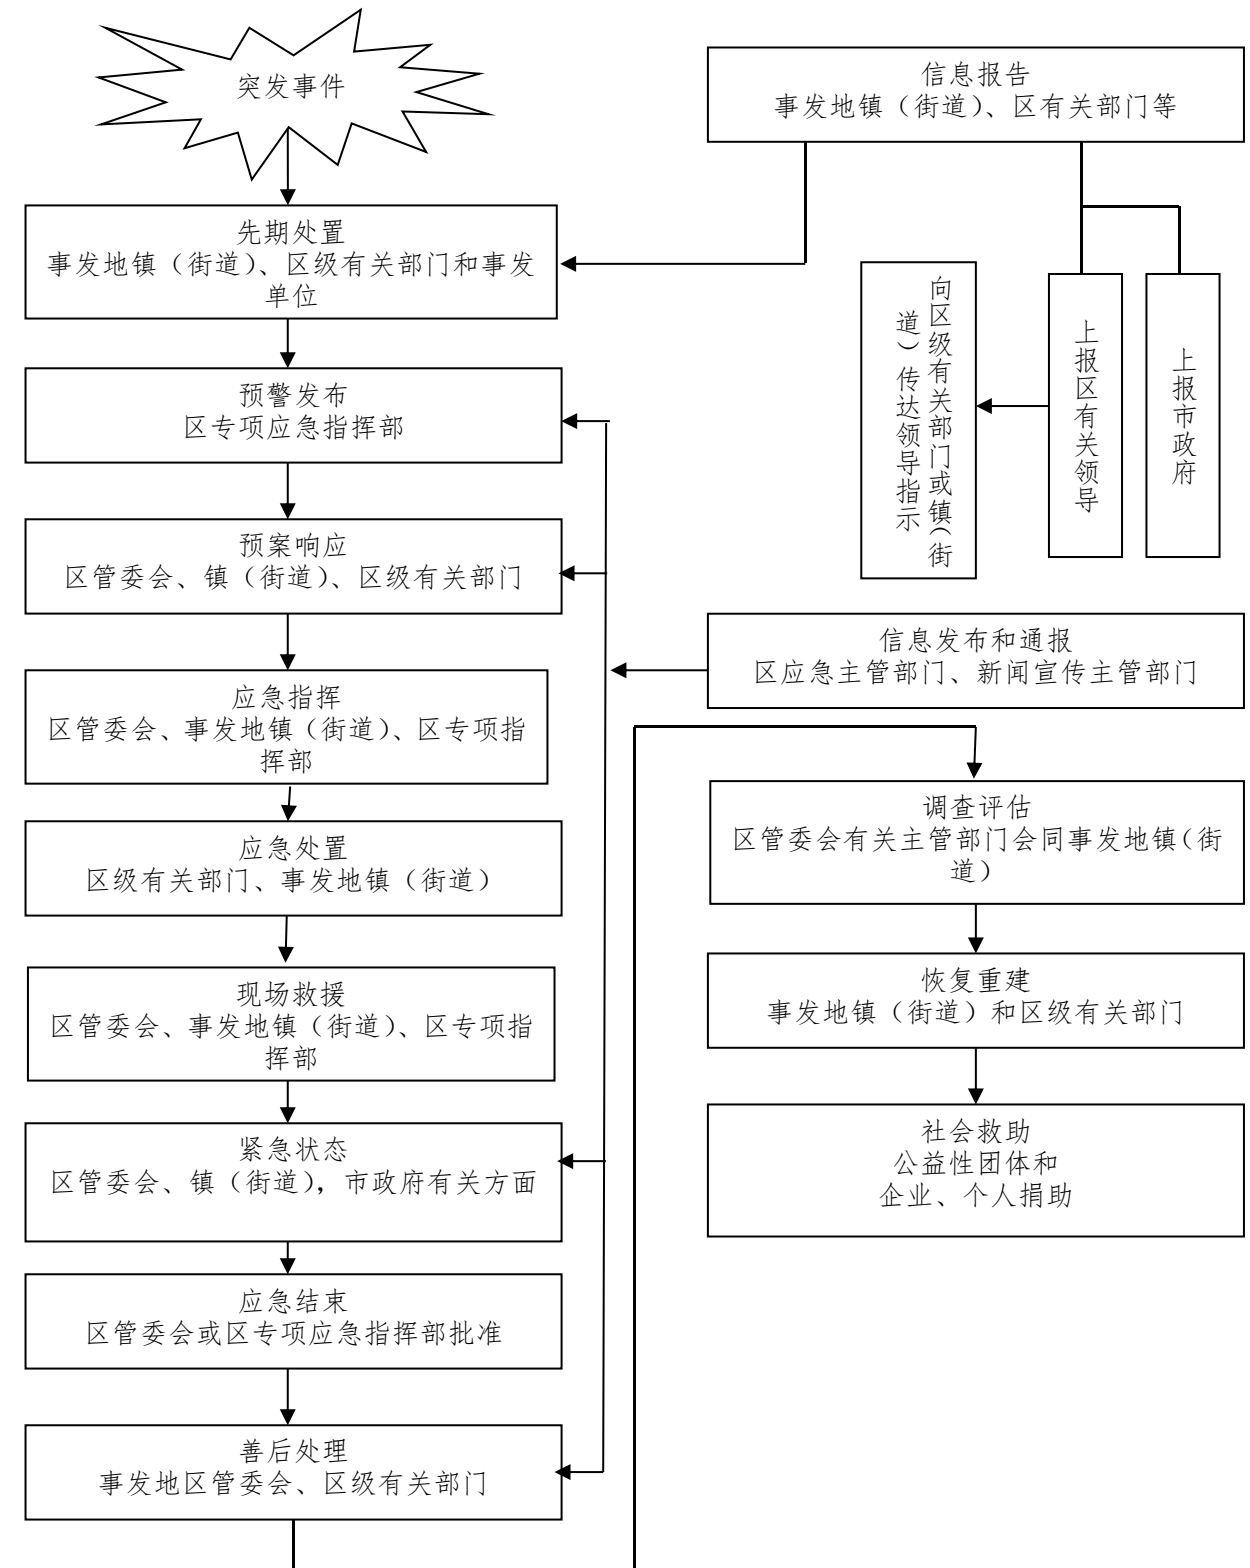 突发事件
信息报告
事发地镇（街道）、区有关部门等
先期处置
事发地镇（街道）、区级有关部门和事发
单位
向区级有关部门或镇（街
道）传达领导指示
上报区有关领导
上报市政府
预警发布
区专项应急指挥部
预案响应
区管委会、镇（街道）、区级有关部门
信息发布和通报
区应急主管部门、新闻宣传主管部门
应急指挥
区管委会、事发地镇（街道）、区专项指
挥部
调查评估
区管委会有关主管部门会同事发地镇（街
道）
应急处置
区级有关部门、事发地镇（街道）
恢复重建
事发地镇（街道）和区级有关部门
现场救援
区管委会、事发地镇（街道）、区专项指
挥部
社会救助
公益性团体和
企业、个人捐助
紧急状态
区管委会、镇（街道），市政府有关方面
应急结束
区管委会或区专项应急指挥部批准
善后处理
事发地区管委会、区级有关部门